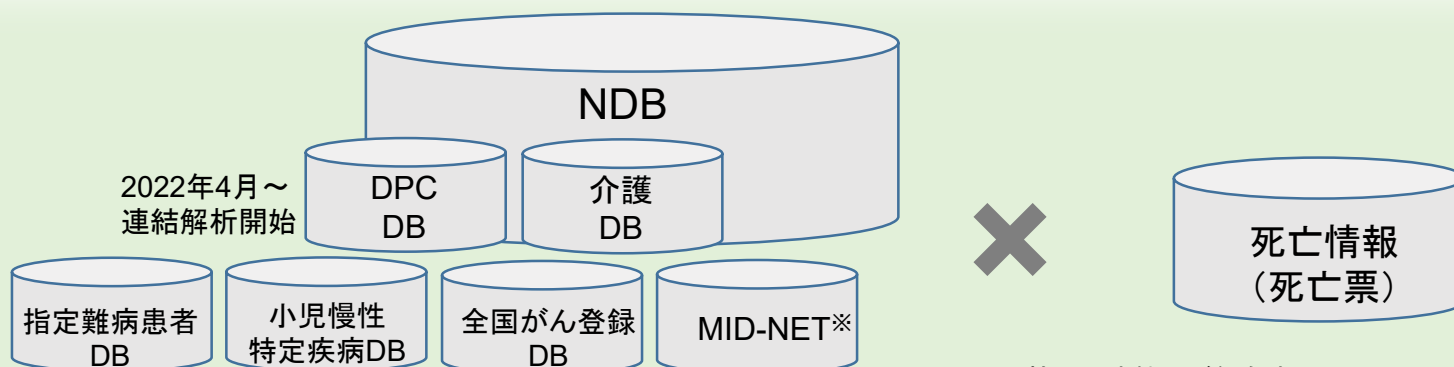 NDB
2022年4月～
連結解析開始
DPC
DB
介護
DB
死亡情報
（死亡票）
指定難病患者
DB
小児慢性
特定疾病DB
全国がん登録
DB
MID-NET※